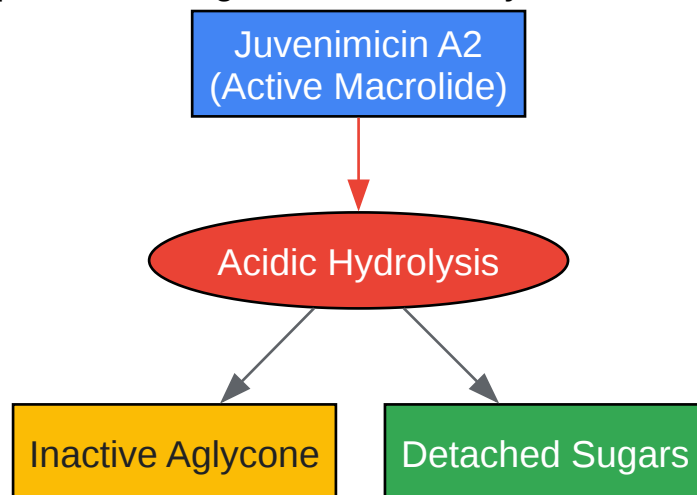 Juvenimicin A2
(Active Macrolide)
Acidic Hydrolysis
Inactive Aglycone
Detached Sugars